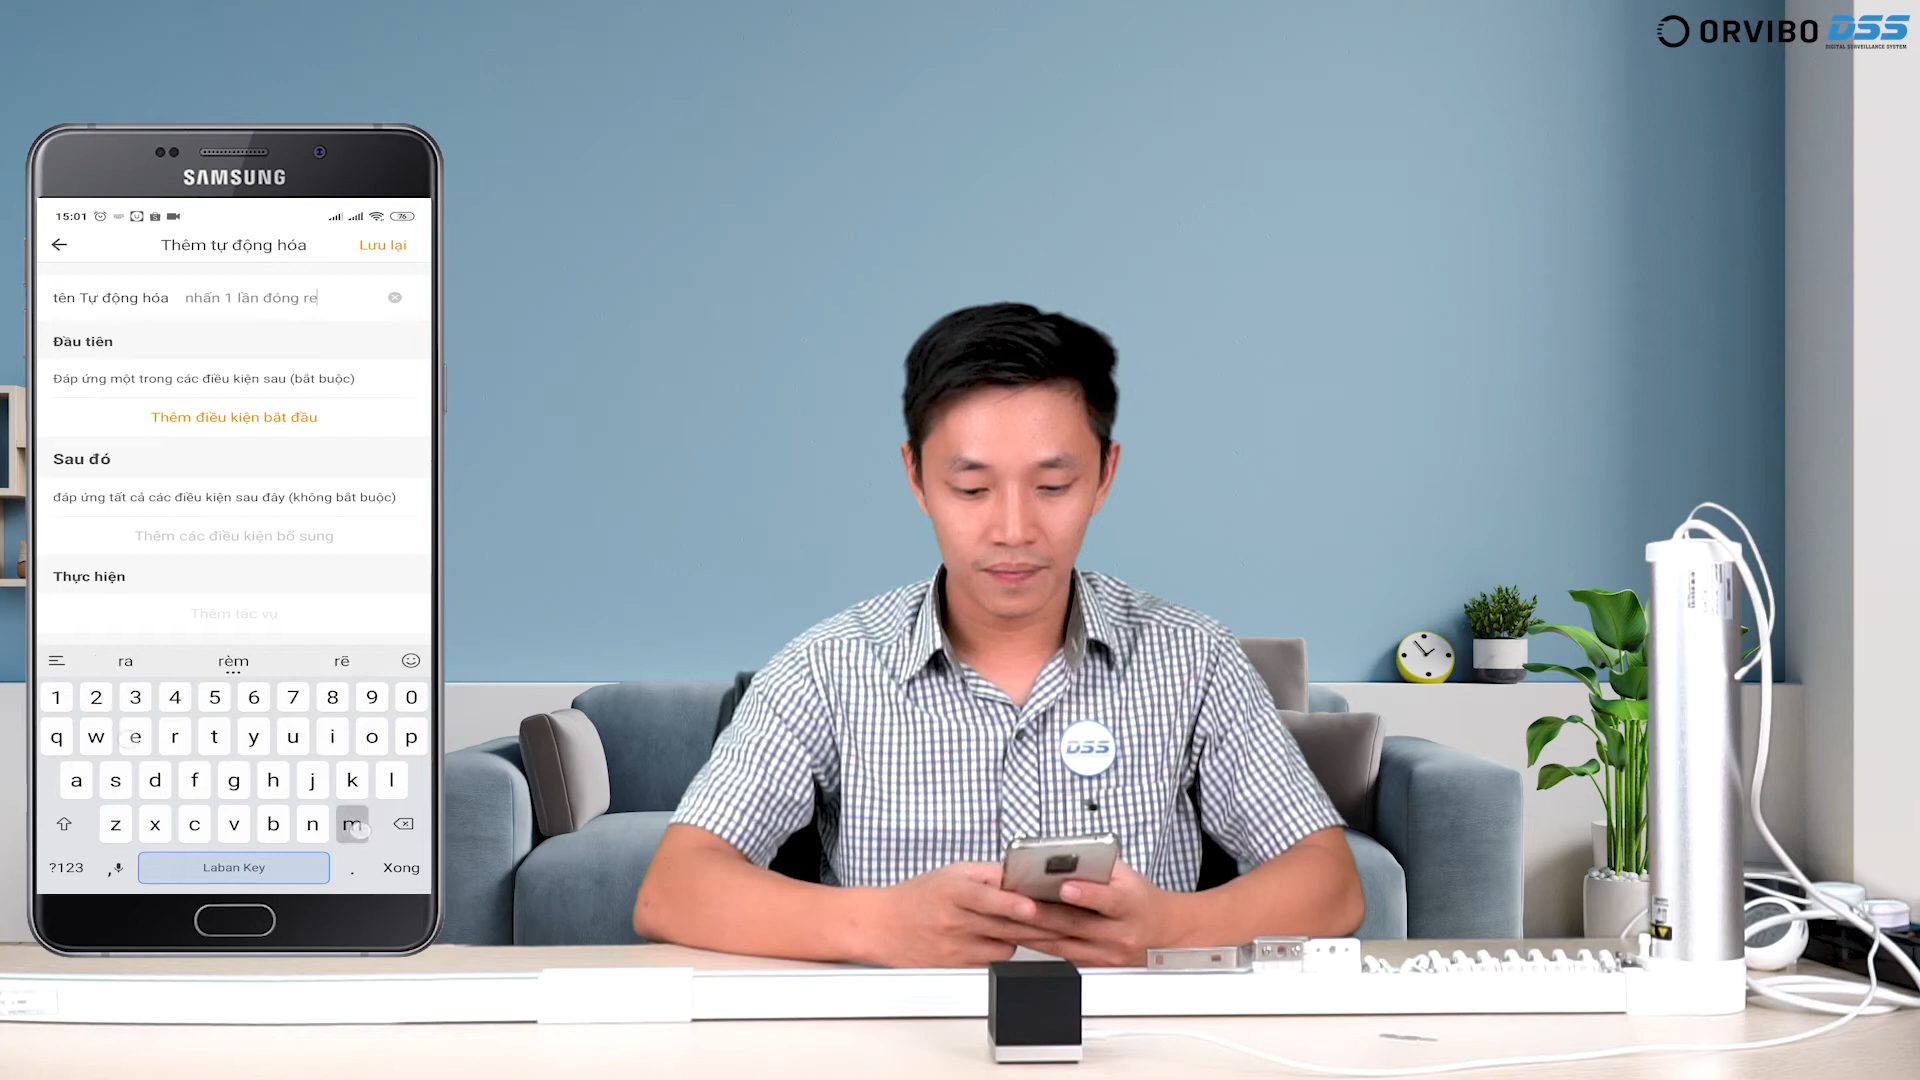 ORVIBO DSS
DIGITAL SURVEILLANCE SYSTEM
SAMSUNG
15:01
76
Thêm tự động hóa
Lưu lại
tên Tự động hóa
nhấn 1 lần đóng re
Đầu tiên
Đáp ứng một trong các điều kiện sau (bắt buộc)
Thêm điều kiện bắt đầu
Sau đó
đáp ứng tất cả các điều kiện sau đây (không bắt buộc)
Thêm các điều kiện bổ sung
Thực hiện
Thêm tác vụ
ra rèm rẽ
1 2 3 4 5 6 7 8 9 0
q w e r t y u i o p
a s d f g h j k l
z x c v b n m
?123 , Laban Key . Xong
DSS